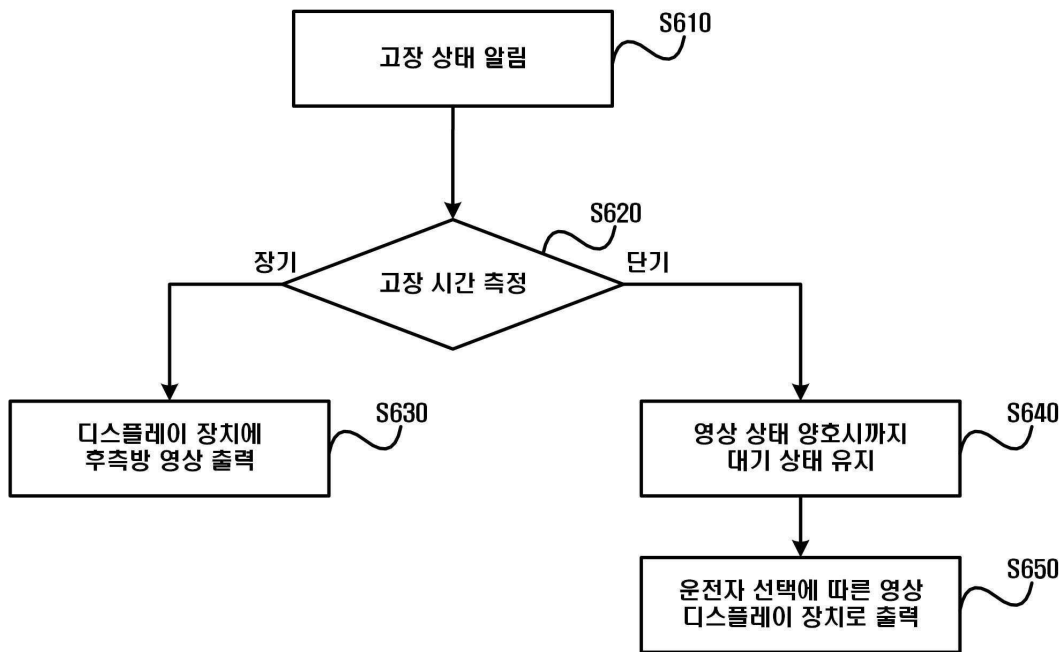 S610
고장 상태 알림
S620
장기
고장 시간 측정
단기
S630
디스플레이 장치에
후측방 영상 출력
S640
영상 상태 양호시까지
대기 상태 유지
S650
운전자 선택에 따른 영상
디스플레이 장치로 출력